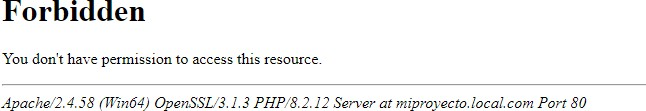 Forbidden
You don't have permission to access this resource.
Apache/2.4.58 (Win64) OpenSSL/3.1.3 PHP/8.2.12 Server at miproyecto.local.com Port 80